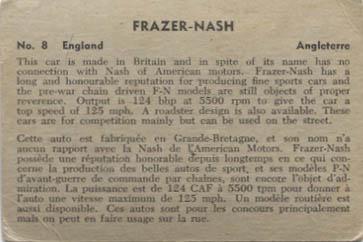 FRAZER-NASH
No. 8 England Angleterre
This car is made in Britain and in spite of its name has no
connection with Nash of American motors. Frazer-Nash has a
long and honourable reputation for producing fine sports cars and
the pre-war chain driven F-N models are still objects of proper
reverence. Output is 124 bhp at 5500 rpm to give the car a
top speed of 125 mph. A roadster design is also available. These
cars are for competition mainly but can be used on the street.
Cette auto est fabriquée en Grande-Bretagne, et son nom n'a
aucun rapport avec la Nash de l'American Motors. Frazer-Nash
possède une réputation honorable depuis longtemps en ce qui con-
cerne la production des belles autos de sport, et ses modèles F-N
d'avant-guerre de commande par chaînes, sont encore l'objet d'ad-
miration. La puissance est de 124 CAF à 5500 tpm pour donner à
l'auto une vitesse maximum de 125 mph. Un modèle routière est
aussi disponible. Ces autos sont pour les concours principalement
mais on peut en faire usage sur la rue.